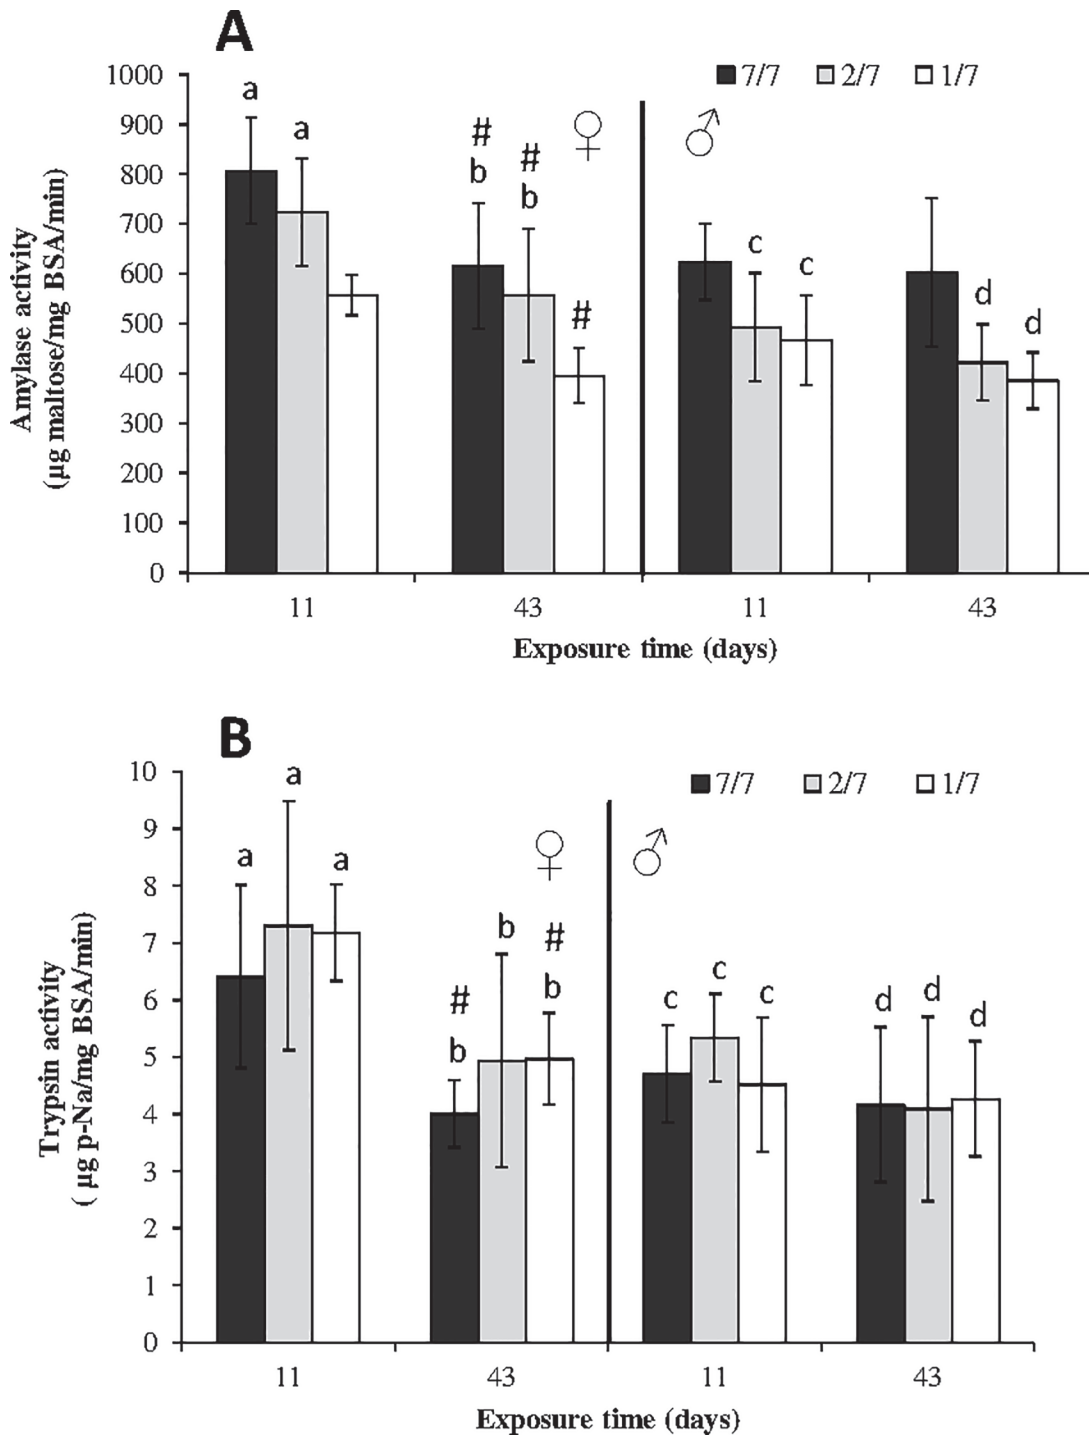 A
1000
900
800
700
600
500
400
300
200
100
0
Amylase activity
(µg maltose/mg BSA/min)
7/7 2/7 1/7
a
a
#
b
#
b
#
♀
♂
c
c
d
d
11 43 11 43
Exposure time (days)
B
10
9
8
7
6
5
4
3
2
1
0
Trypsin activity
( µg p-Na/mg BSA/min)
7/7 2/7 1/7
a
a
a
#
b
b
#
b
♀
♂
c
c
c
d
d
d
11 43 11 43
Exposure time (days)